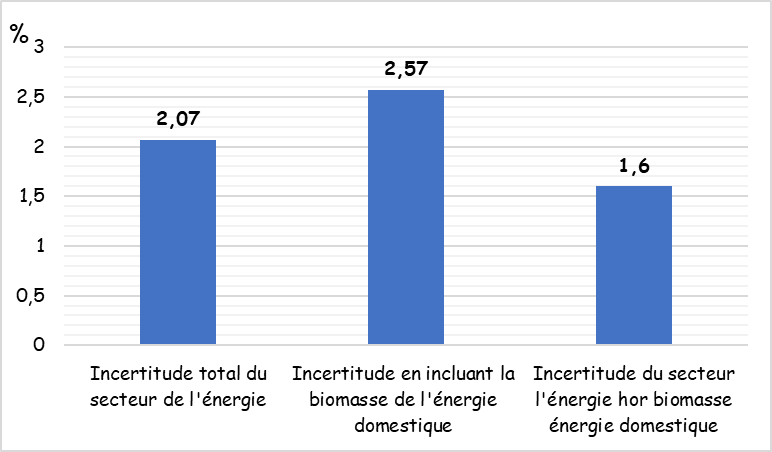 %
3
2,5
2
1,5
1
0,5
0
2,07
2,57
1,6
Incertitude total du
secteur de l'énergie
Incertitude en incluant la
biomasse de l'énergie
domestique
Incertitude du secteur
l'énergie hor biomasse
énergie domestique